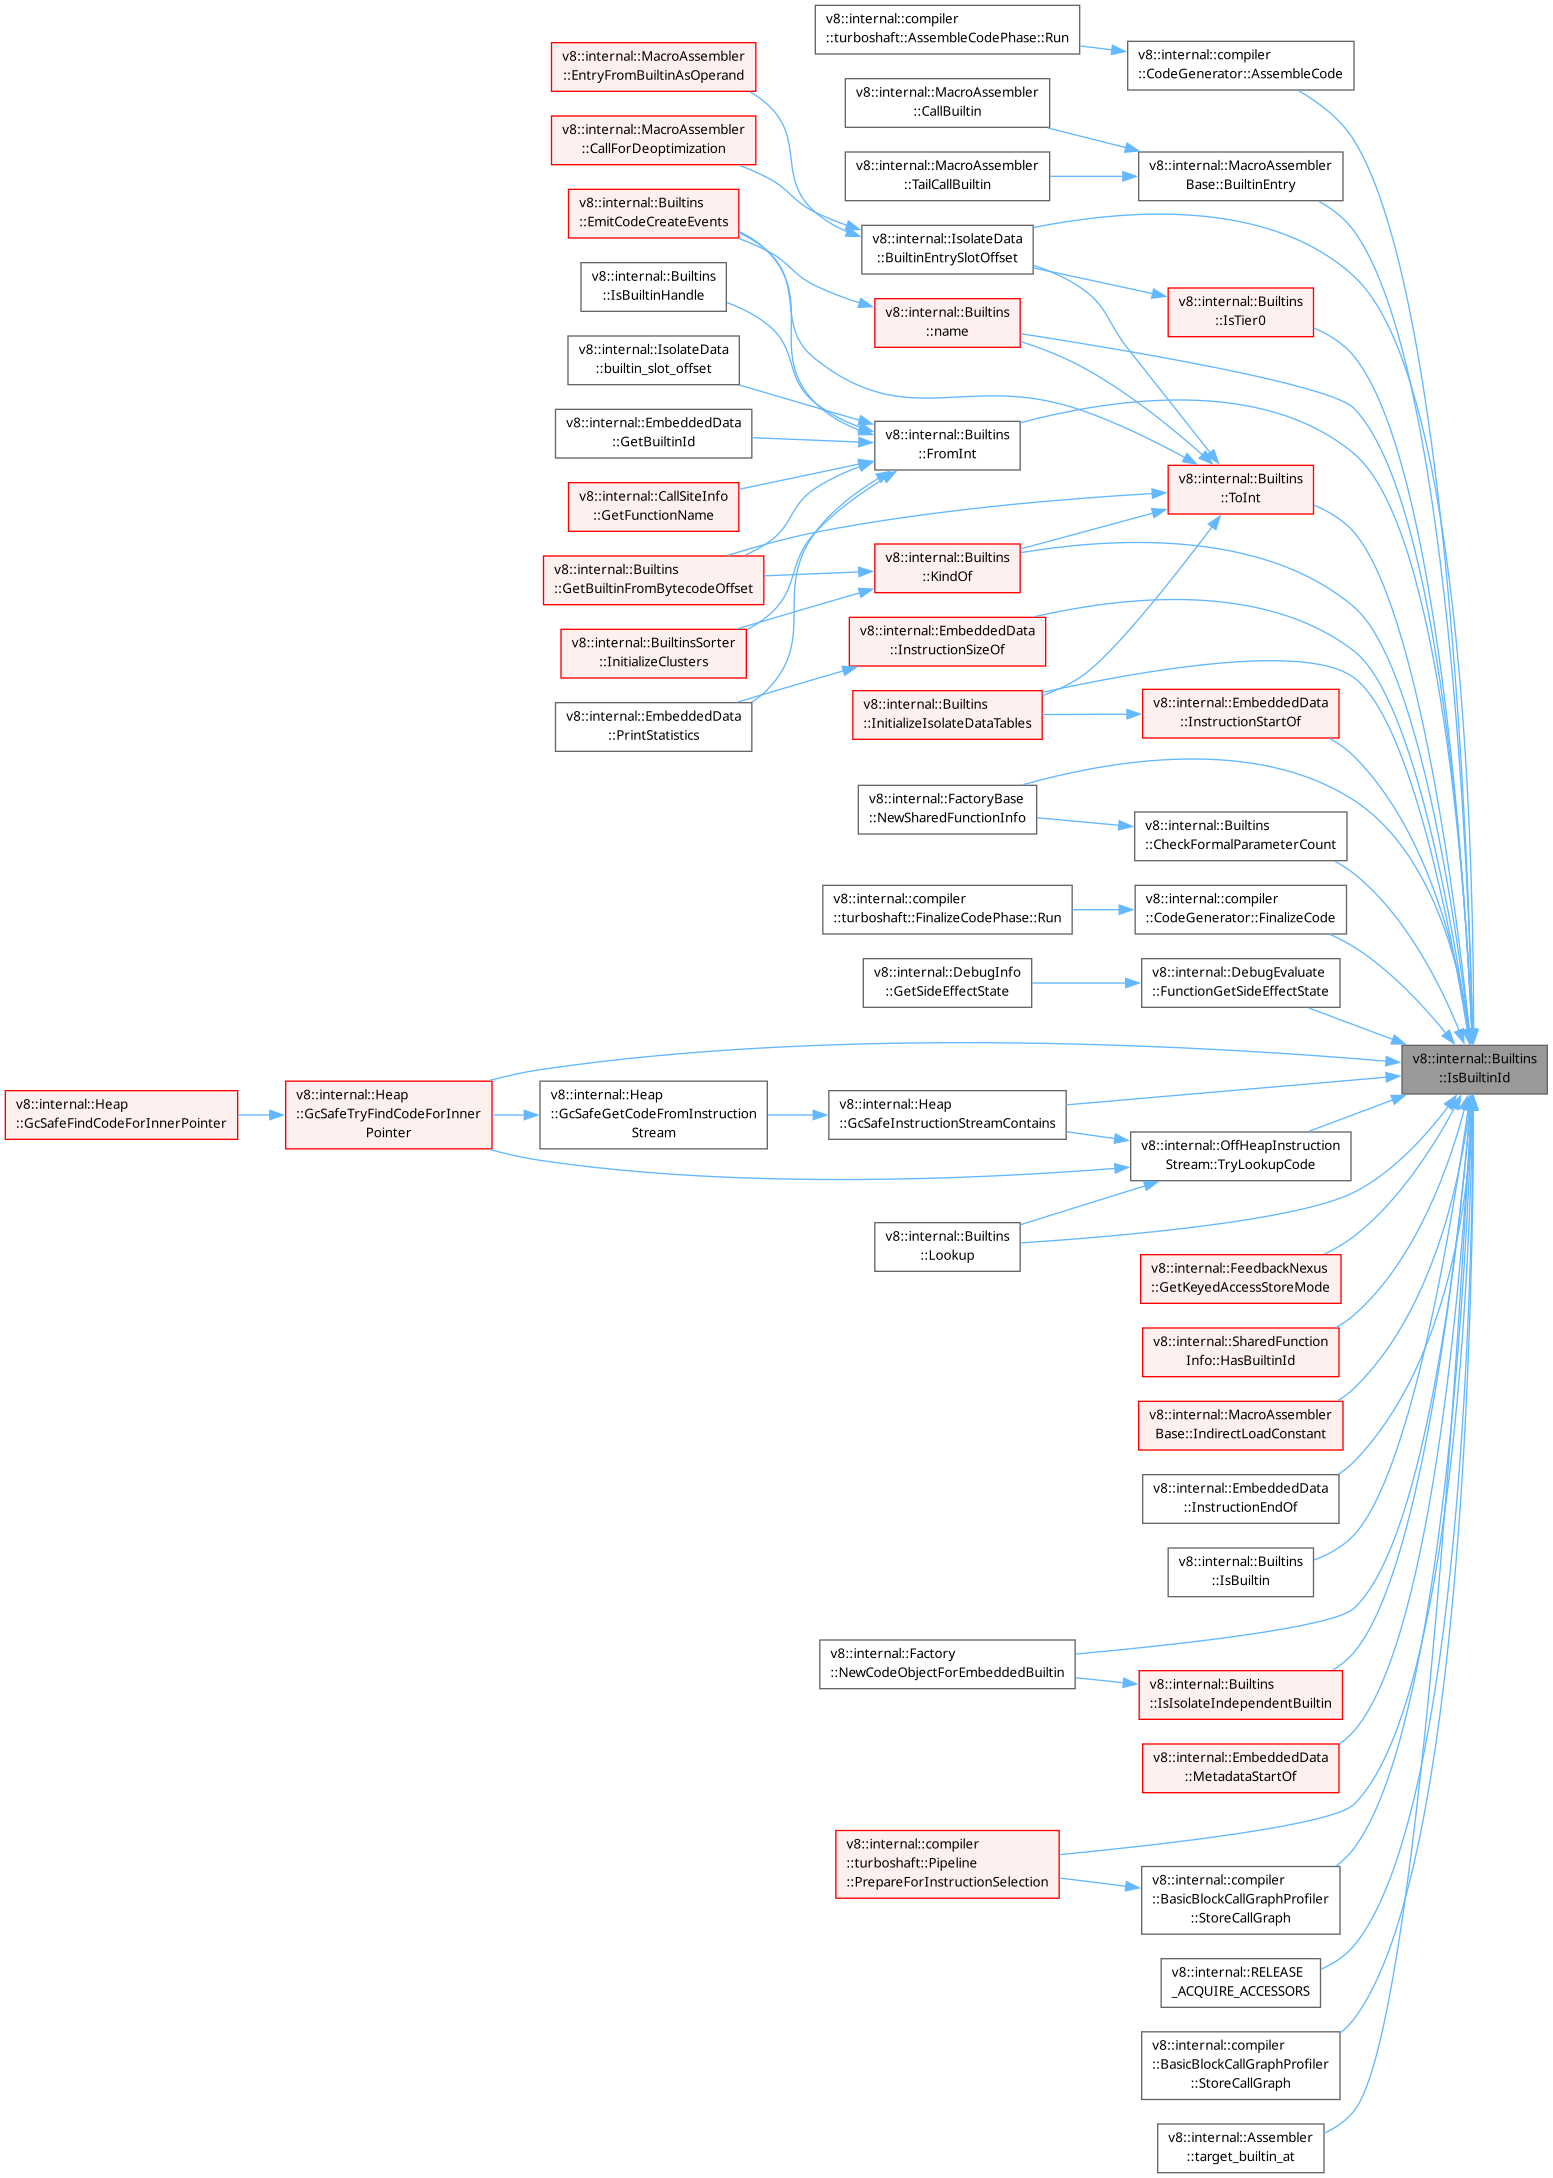 v8::internal::compiler
::turboshaft::AssembleCodePhase::Run
v8::internal::compiler
::CodeGenerator::AssembleCode
v8::internal::MacroAssembler
::EntryFromBuiltinAsOperand
v8::internal::MacroAssembler
::CallBuiltin
v8::internal::MacroAssembler
::CallForDeoptimization
v8::internal::MacroAssembler
::TailCallBuiltin
v8::internal::MacroAssembler
Base::BuiltinEntry
v8::internal::Builtins
::EmitCodeCreateEvents
v8::internal::IsolateData
::BuiltinEntrySlotOffset
v8::internal::Builtins
::IsBuiltinHandle
v8::internal::Builtins
::name
v8::internal::Builtins
::IsTier0
v8::internal::IsolateData
::builtin_slot_offset
v8::internal::EmbeddedData
::GetBuiltinId
v8::internal::Builtins
::FromInt
v8::internal::CallSiteInfo
::GetFunctionName
v8::internal::Builtins
::ToInt
v8::internal::Builtins
::GetBuiltinFromBytecodeOffset
v8::internal::Builtins
::KindOf
v8::internal::BuiltinsSorter
::InitializeClusters
v8::internal::EmbeddedData
::InstructionSizeOf
v8::internal::EmbeddedData
::PrintStatistics
v8::internal::Builtins
::InitializeIsolateDataTables
v8::internal::EmbeddedData
::InstructionStartOf
v8::internal::FactoryBase
::NewSharedFunctionInfo
v8::internal::Builtins
::CheckFormalParameterCount
v8::internal::compiler
::turboshaft::FinalizeCodePhase::Run
v8::internal::compiler
::CodeGenerator::FinalizeCode
v8::internal::DebugInfo
::GetSideEffectState
v8::internal::DebugEvaluate
::FunctionGetSideEffectState
v8::internal::Builtins
::IsBuiltinId
v8::internal::Heap
::GcSafeFindCodeForInnerPointer
v8::internal::Heap
::GcSafeTryFindCodeForInner
Pointer
v8::internal::Heap
::GcSafeGetCodeFromInstruction
Stream
v8::internal::Heap
::GcSafeInstructionStreamContains
v8::internal::OffHeapInstruction
Stream::TryLookupCode
v8::internal::Builtins
::Lookup
v8::internal::FeedbackNexus
::GetKeyedAccessStoreMode
v8::internal::SharedFunction
Info::HasBuiltinId
v8::internal::MacroAssembler
Base::IndirectLoadConstant
v8::internal::EmbeddedData
::InstructionEndOf
v8::internal::Builtins
::IsBuiltin
v8::internal::Factory
::NewCodeObjectForEmbeddedBuiltin
v8::internal::Builtins
::IsIsolateIndependentBuiltin
v8::internal::EmbeddedData
::MetadataStartOf
v8::internal::compiler
::turboshaft::Pipeline
::PrepareForInstructionSelection
v8::internal::compiler
::BasicBlockCallGraphProfiler
::StoreCallGraph
v8::internal::RELEASE
_ACQUIRE_ACCESSORS
v8::internal::compiler
::BasicBlockCallGraphProfiler
::StoreCallGraph
v8::internal::Assembler
::target_builtin_at